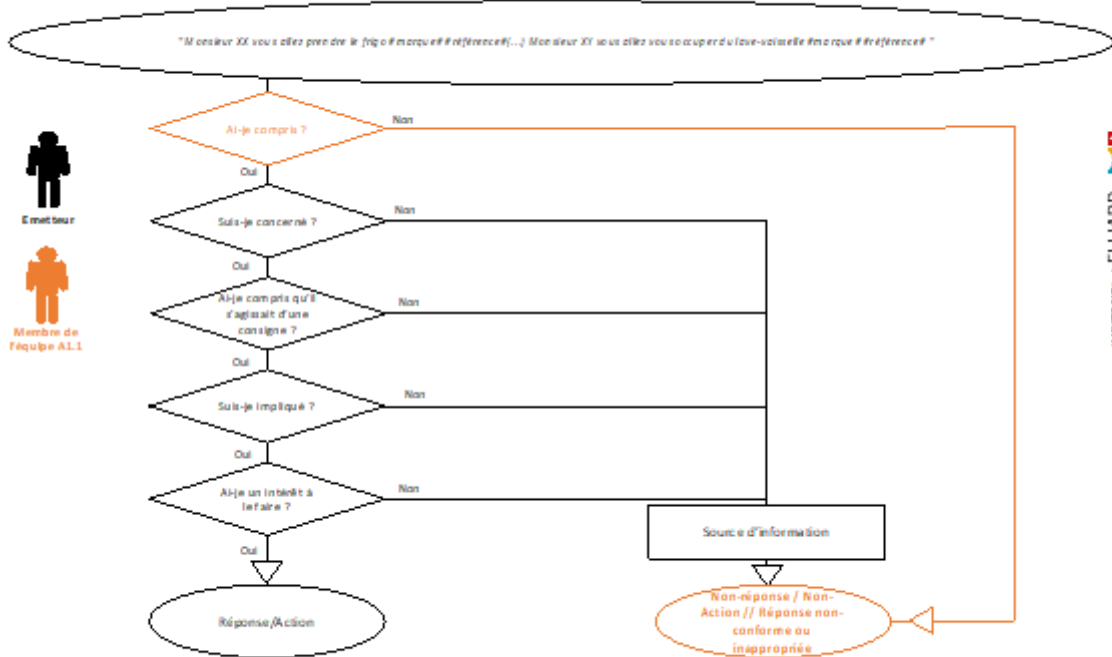 "Monsieur XX vous allez prendre le frigo #marque# #référence#(...) Monsieur XY vous allez vous occuper du lave-vaisselle #marque# #référence# "
Ai-je compris ?
Non
Oui
Emetteur
Suis-je concerné ?
Non
Oui
Membre de
l'équipe A1.1
Ai-je compris qu'il
s'agissait d'une
consigne ?
Non
Oui
Suis-je impliqué ?
Non
Oui
Ai-je un intérêt à
le faire ?
Non
Oui
Source d'information
Réponse/Action
Non-réponse / Non-
Action // Réponse non-
conforme ou
inappropriée